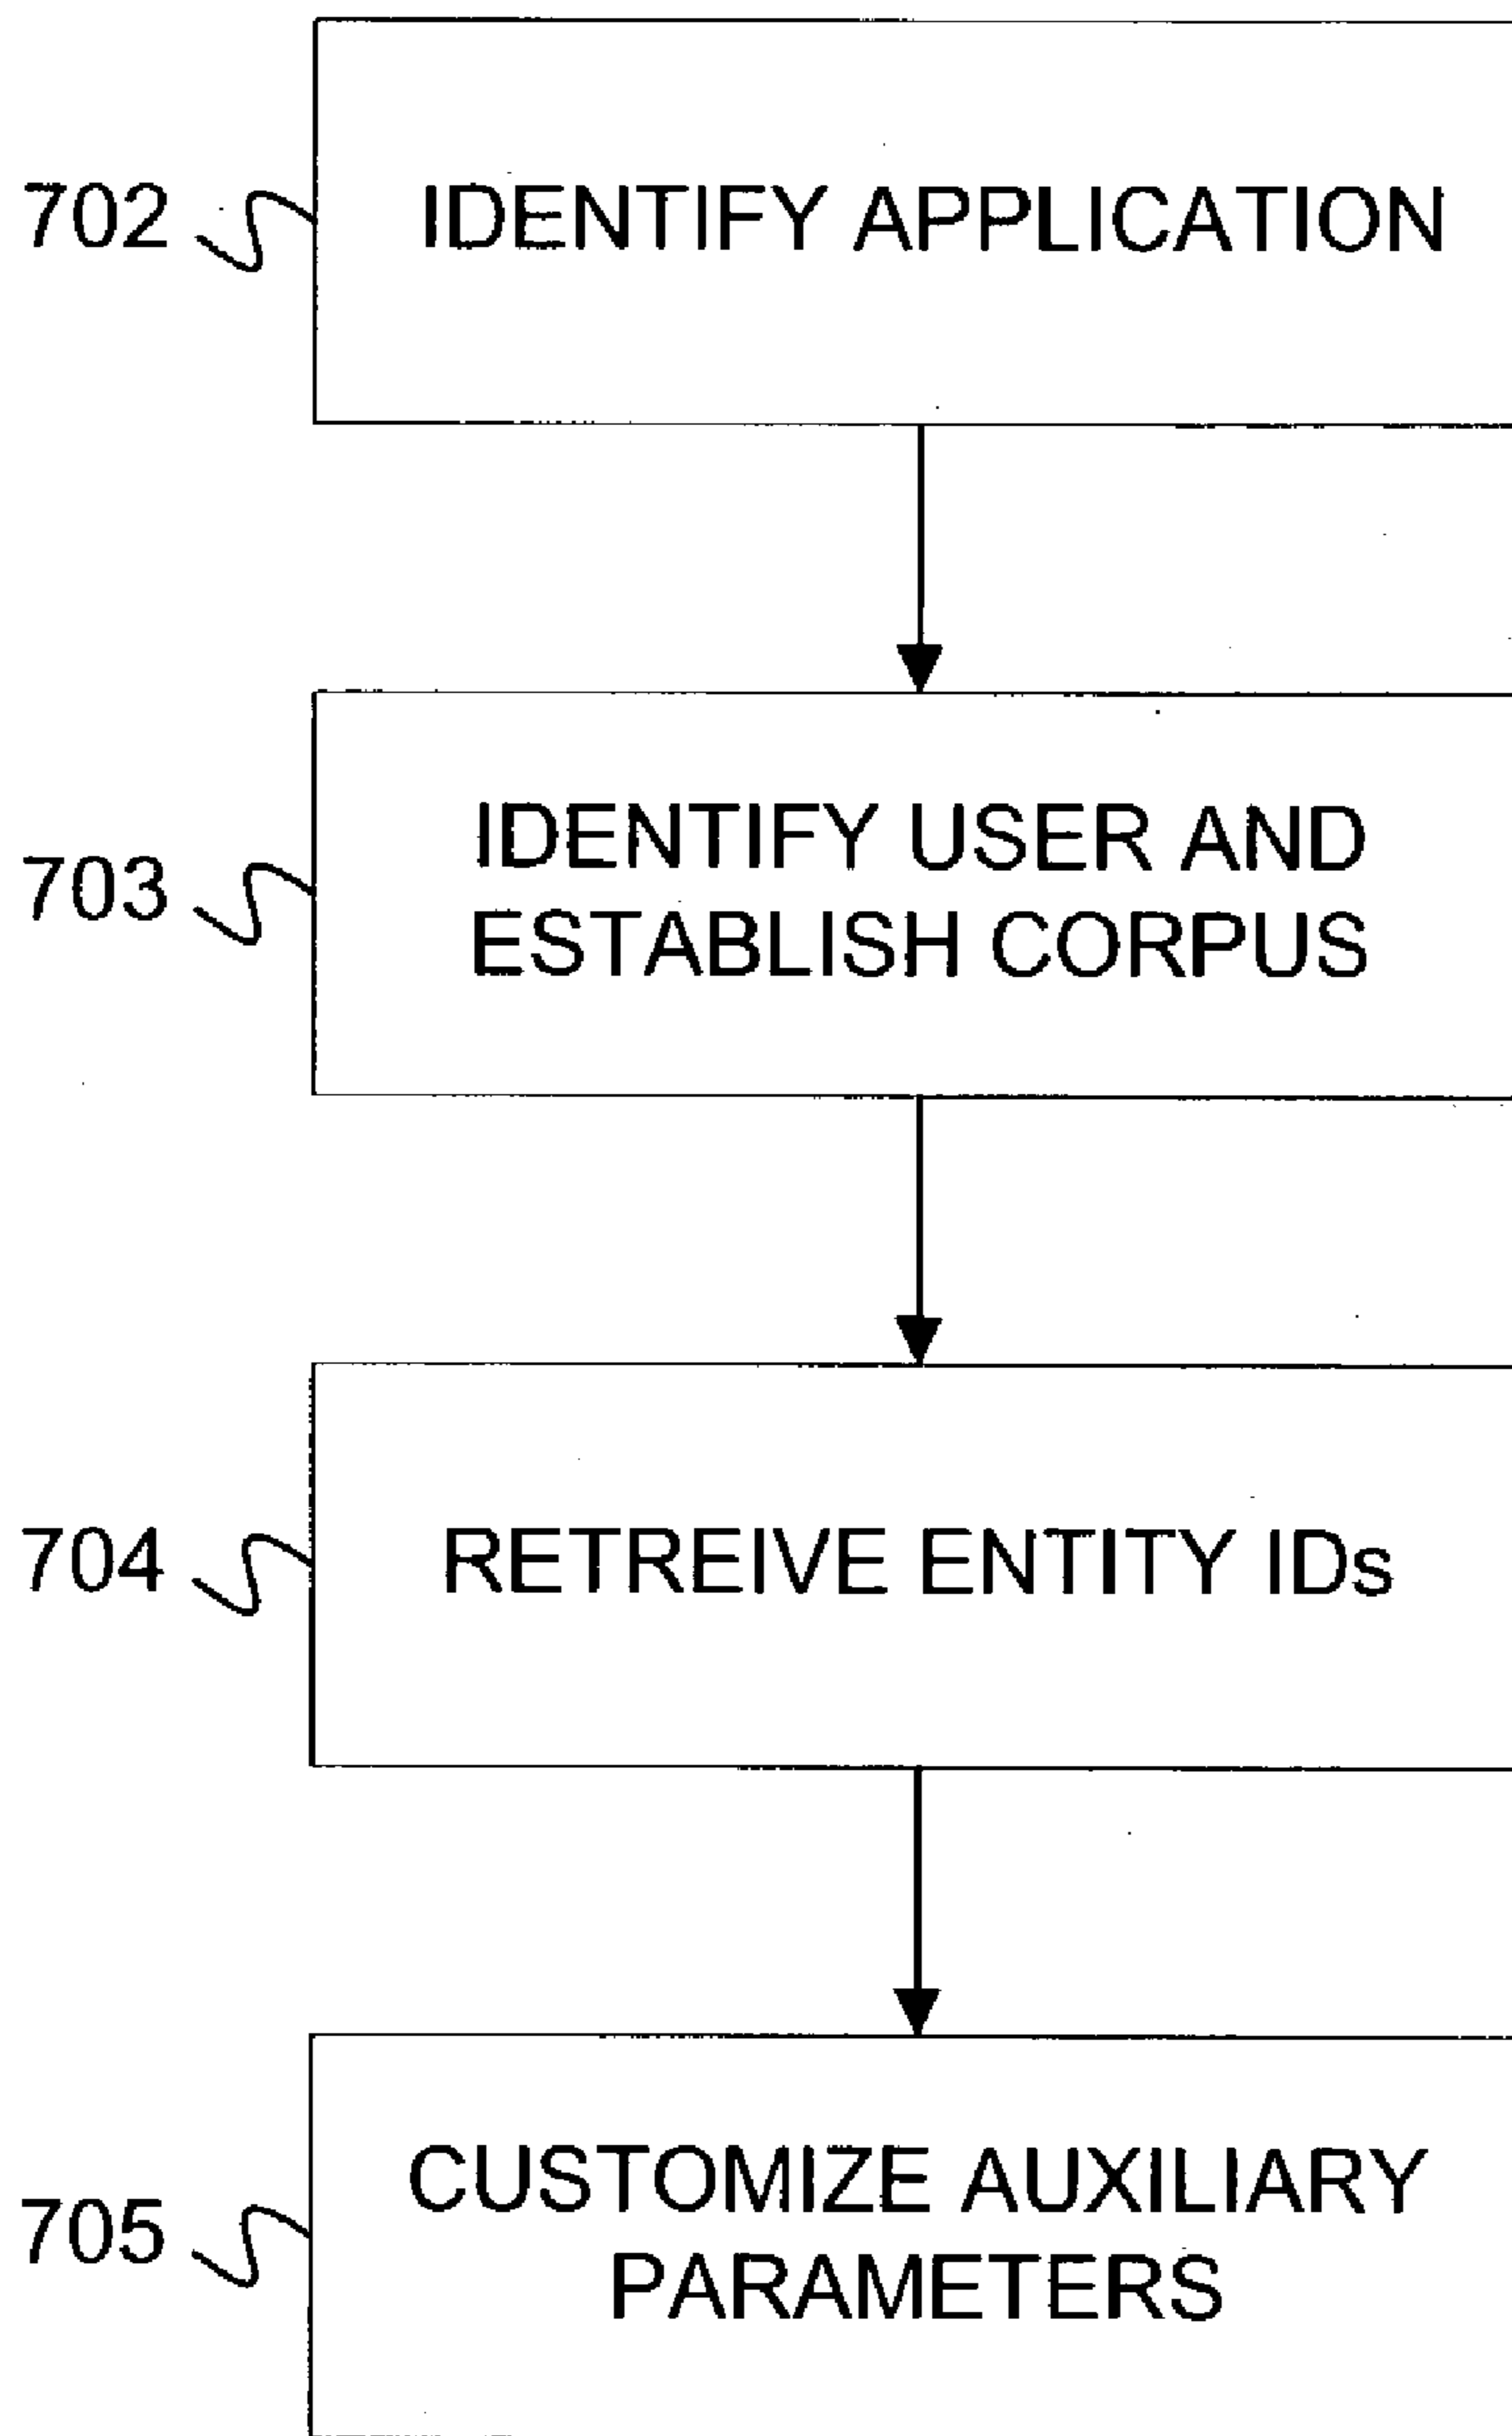 702
IDENTIFY APPLICATION
703
IDENTIFY USER AND
ESTABLISH CORPUS
704
RETREIVE ENTITY IDs
705
CUSTOMIZE AUXILIARY
PARAMETERS